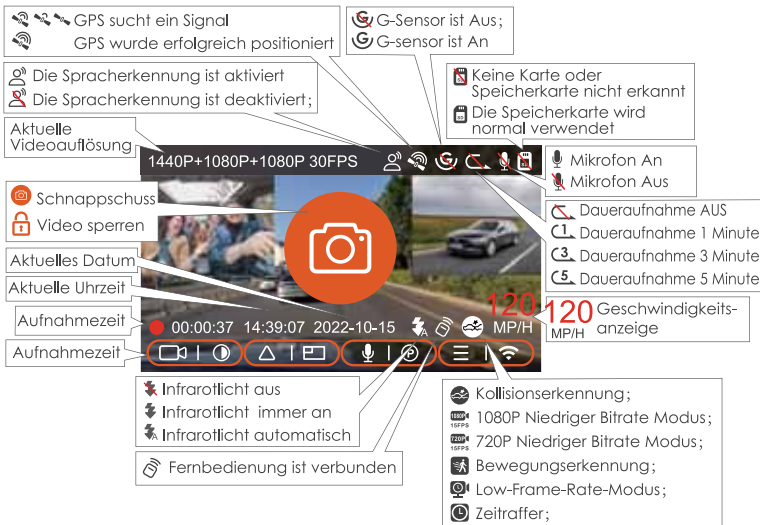 GPS sucht ein Signal
GPS wurde erfolgreich positioniert
G-Sensor ist Aus;
G-sensor ist An
Die Spracherkennung ist aktiviert
Die Spracherkennung ist deaktiviert;
Keine Karte oder
Speicherkarte nicht erkannt
Die Speicherkarte wird
normal verwendet
Aktuelle
Videoauflösung
1440P+1080P+1080P 30FPS
Mikrofon An
Mikrofon Aus
Schnappschuss
Video sperren
Daueraufnahme AUS
1 Daueraufnahme 1 Minute
3 Daueraufnahme 3 Minute
5 Daueraufnahme 5 Minute
Aktuelles Datum
Aktuelle Uhrzeit
Aufnahmezeit
00:00:37 14:39:07 2022-10-15
120
MP/H
120
MP/H
Geschwindigkeits-
anzeige
Aufnahmezeit
P
Infrarotlicht aus
Infrarotlicht immer an
A Infrarotlicht automatisch
Fernbedienung ist verbunden
Kollisionserkennung;
1080P 15FPS 1080P Niedriger Bitrate Modus;
720P 15FPS 720P Niedriger Bitrate Modus;
Bewegungserkennung;
Low-Frame-Rate-Modus;
Zeitraffer;